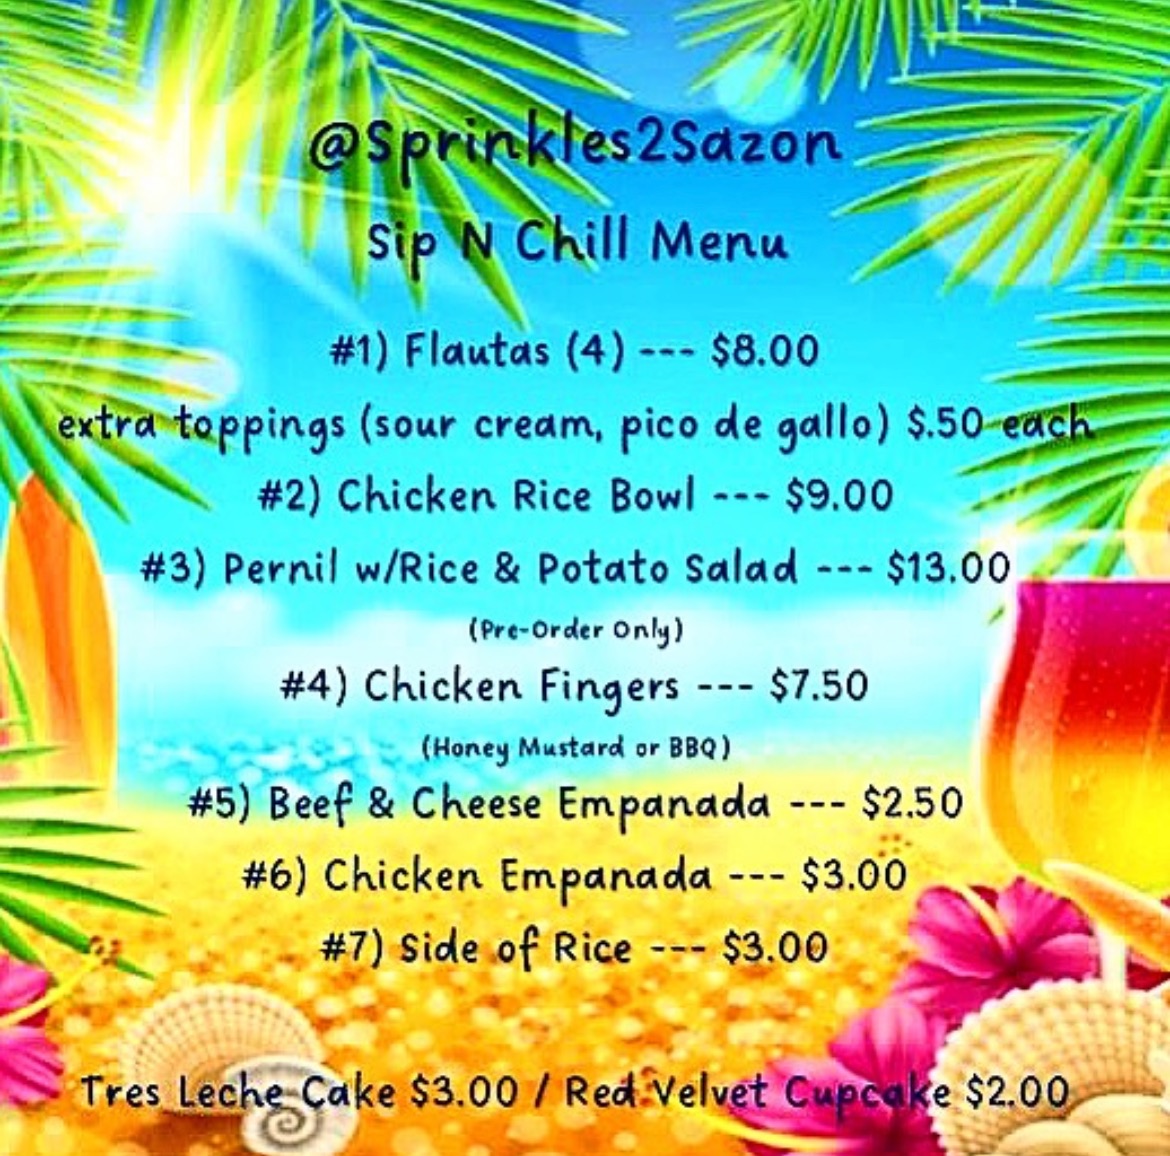 @Sprinkles2Sazon
Sip N Chill Menu
#1) Flautas (4) --- $8.00
extra toppings (sour cream, pico de gallo) $.50 each
#2) Chicken Rice Bowl --- $9.00
#3) Pernil w/Rice & Potato Salad --- $13.00
(Pre-Order Only)
#4) Chicken Fingers --- $7.50
(Honey Mustard or BBQ)
#5) Beef & Cheese Empanada --- $2.50
#6) Chicken Empanada --- $3.00
#7) Side of Rice --- $3.00
Tres Leche Cake $3.00 / Red Velvet Cupcake $2.00